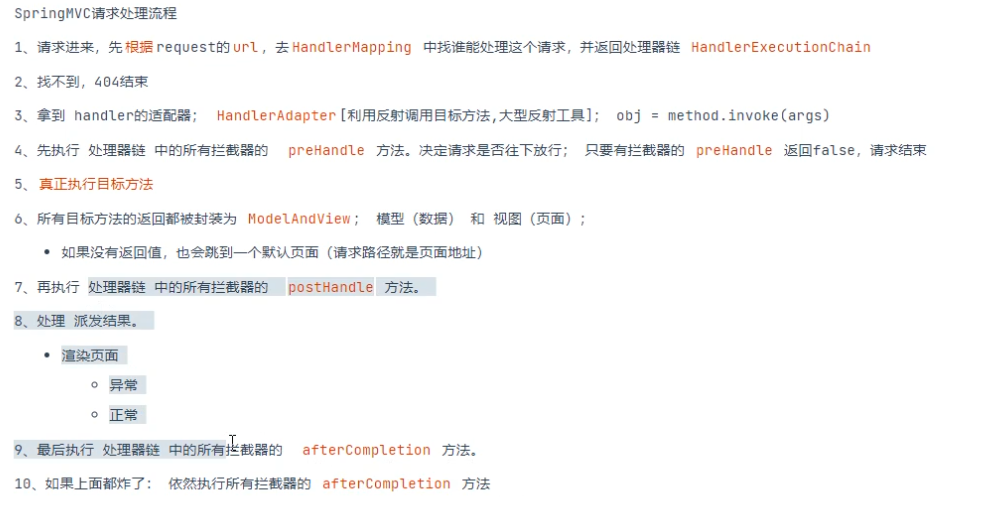 SpringMVC请求处理流程
1、请求进来，先根据request的url，去HandlerMapping 中找谁能处理这个请求，并返回处理器链 HandlerExecutionChain
2、找不到，404结束
3、拿到 handler的适配器； HandlerAdapter[利用反射调用目标方法,大型反射工具]； obj = method.invoke(args)
4、先执行 处理器链 中的所有拦截器的 preHandle 方法。决定请求是否往下放行； 只要有拦截器的 preHandle 返回false，请求结束
5、真正执行目标方法
6、所有目标方法的返回都被封装为 ModelAndView； 模型（数据） 和 视图（页面）；
• 如果没有返回值，也会跳到一个默认页面（请求路径就是页面地址）
7、再执行 处理器链 中的所有拦截器的 postHandle 方法。
8、处理 派发结果。
• 渲染页面
○ 异常
○ 正常
9、最后执行 处理器链 中的所有拦截器的 afterCompletion 方法。
10、如果上面都炸了： 依然执行所有拦截器的 afterCompletion 方法